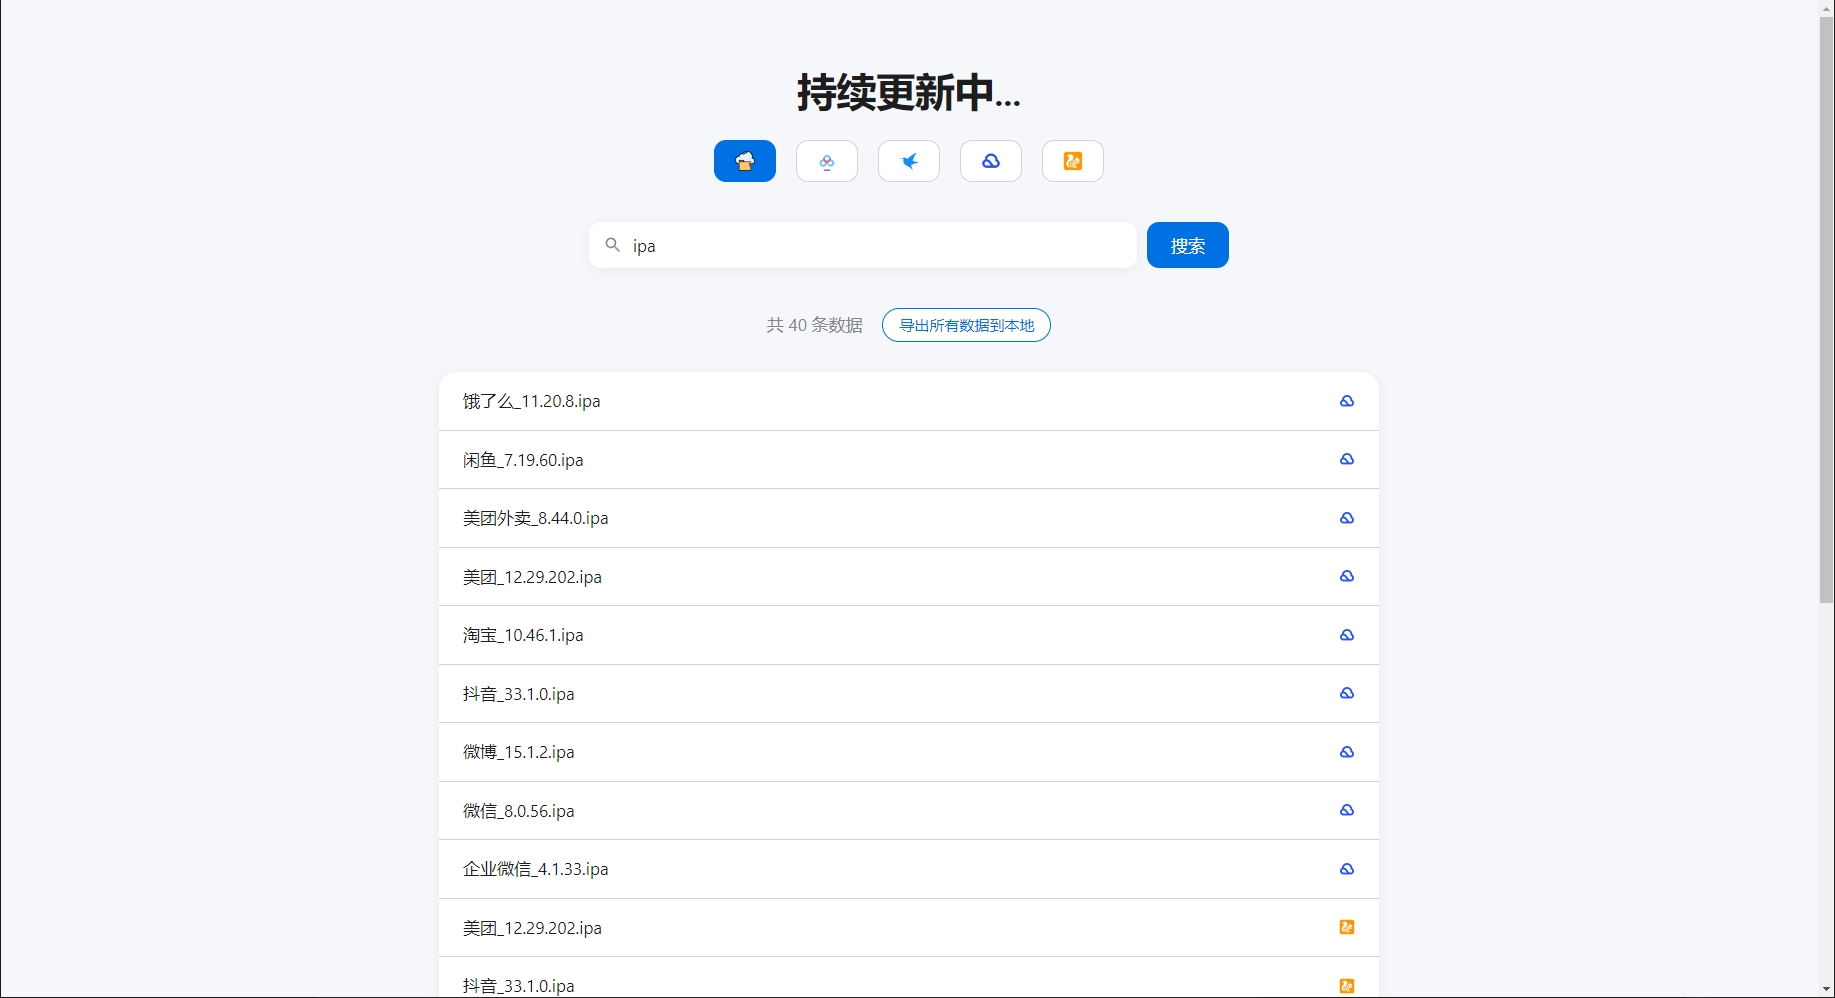 持续更新中...
ipa
搜索
共 40 条数据
导出所有数据到本地
饿了么_11.20.8.ipa
闲鱼_7.19.60.ipa
美团外卖_8.44.0.ipa
美团_12.29.202.ipa
淘宝_10.46.1.ipa
抖音_33.1.0.ipa
微博_15.1.2.ipa
微信_8.0.56.ipa
企业微信_4.1.33.ipa
美团_12.29.202.ipa
抖音_33.1.0.ipa